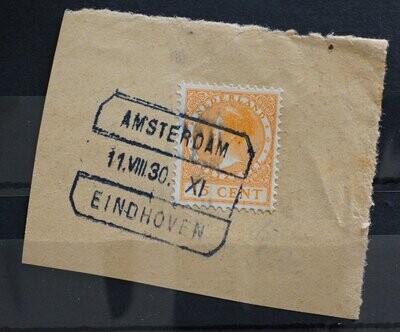 NEDERLAND
AMSTERDAM
11.VIII.30. XI
EINDHOVEN
CENT